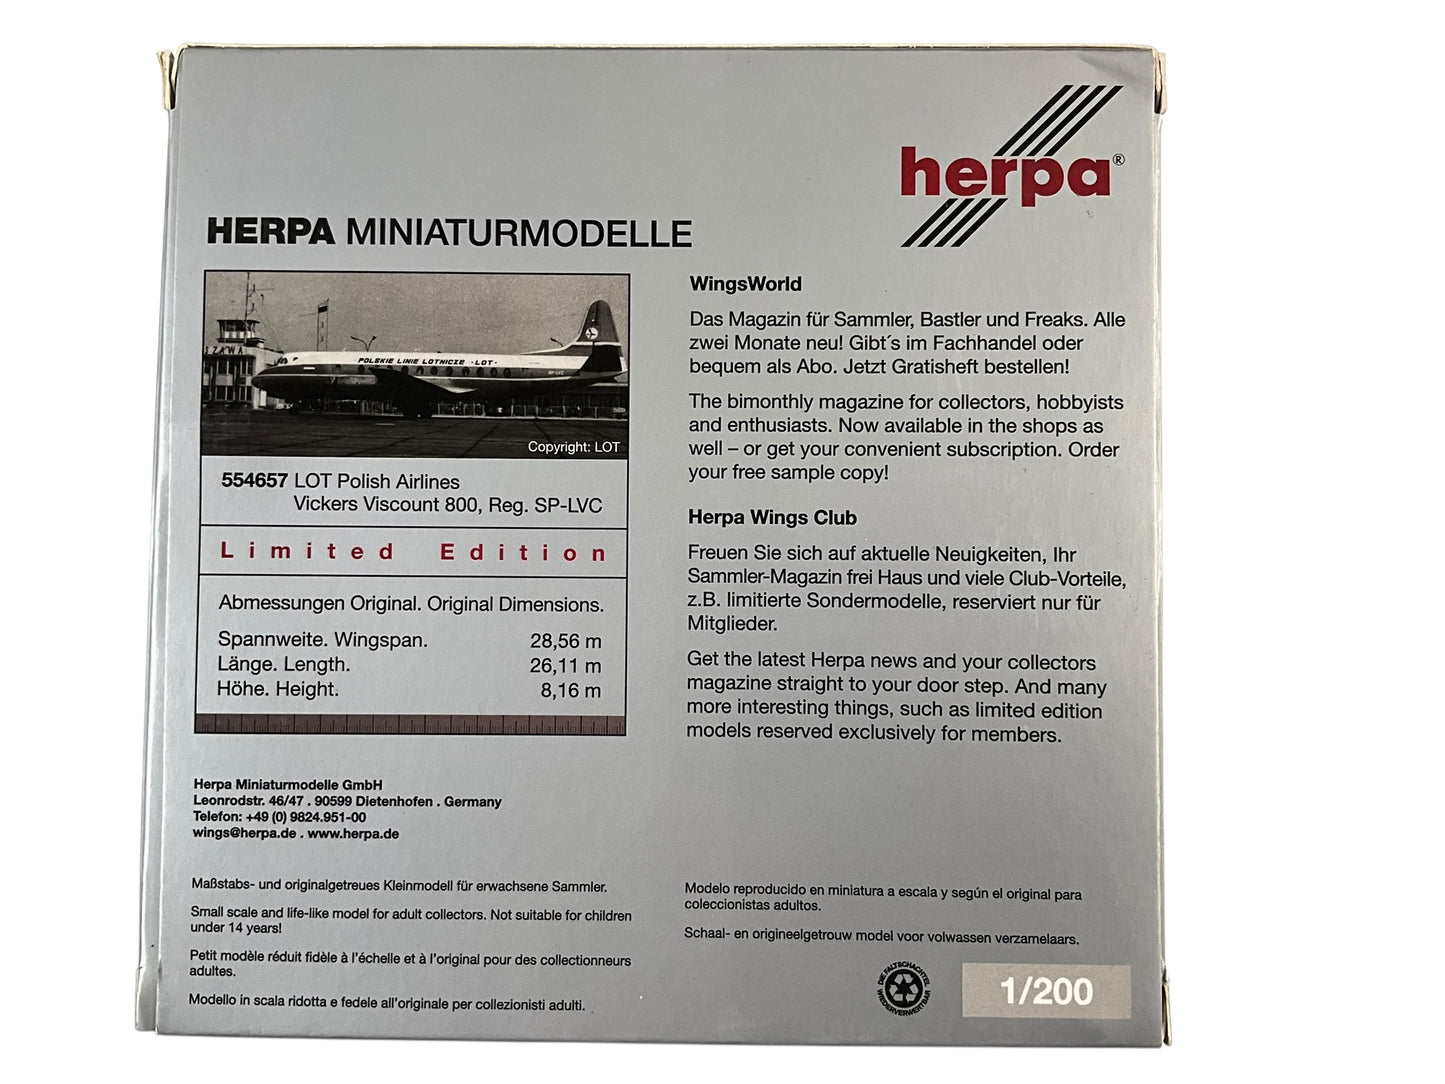 herpa®
HERPA MINIATURMODELLE
SZAWA
POLSKIE LINIE LOTNICZE ·LOT·
SP-LVC
Copyright: LOT
554657 LOT Polish Airlines
Vickers Viscount 800, Reg. SP-LVC
Limited Edition
Abmessungen Original. Original Dimensions.
Spannweite. Wingspan. 28,56 m
Länge. Length. 26,11 m
Höhe. Height. 8,16 m
WingsWorld
Das Magazin für Sammler, Bastler und Freaks. Alle
zwei Monate neu! Gibt´s im Fachhandel oder
bequem als Abo. Jetzt Gratisheft bestellen!
The bimonthly magazine for collectors, hobbyists
and enthusiasts. Now available in the shops as
well – or get your convenient subscription. Order
your free sample copy!
Herpa Wings Club
Freuen Sie sich auf aktuelle Neuigkeiten, Ihr
Sammler-Magazin frei Haus und viele Club-Vorteile,
z.B. limitierte Sondermodelle, reserviert nur für
Mitglieder.
Get the latest Herpa news and your collectors
magazine straight to your door step. And many
more interesting things, such as limited edition
models reserved exclusively for members.
Herpa Miniaturmodelle GmbH
Leonrodstr. 46/47 . 90599 Dietenhofen . Germany
Telefon: +49 (0) 9824.951-00
wings@herpa.de . www.herpa.de
Maßstabs- und originalgetreues Kleinmodell für erwachsene Sammler.
Small scale and life-like model for adult collectors. Not suitable for children
under 14 years!
Petit modèle réduit fidèle à l'échelle et à l'original pour des collectionneurs
adultes.
Modello in scala ridotta e fedele all'originale per collezionisti adulti.
Modelo reproducido en miniatura a escala y según el original para
coleccionistas adultos.
Schaal- en origineelgetrouw model voor volwassen verzamelaars.
DIE FALTSCHACHTEL
WIEDERVERWERTBAR
1/200